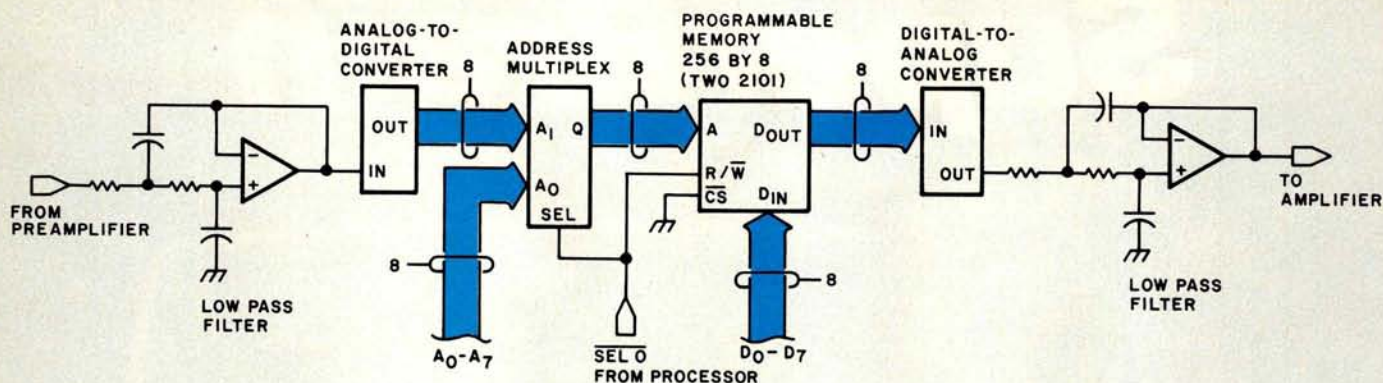 FROM
PREAMPLIFIER
LOW PASS
FILTER
ANALOG-TO-
DIGITAL
CONVERTER
OUT
IN
8
ADDRESS
MULTIPLEX
A1
Q
A0
SEL
8
A0-A7
8
PROGRAMMABLE
MEMORY
256 BY 8
(TWO 2101)
A
DOUT
R/W
CS
DIN
SEL 0
FROM PROCESSOR
8
D0-D7
8
DIGITAL-TO-
ANALOG
CONVERTER
IN
OUT
LOW PASS
FILTER
TO
AMPLIFIER